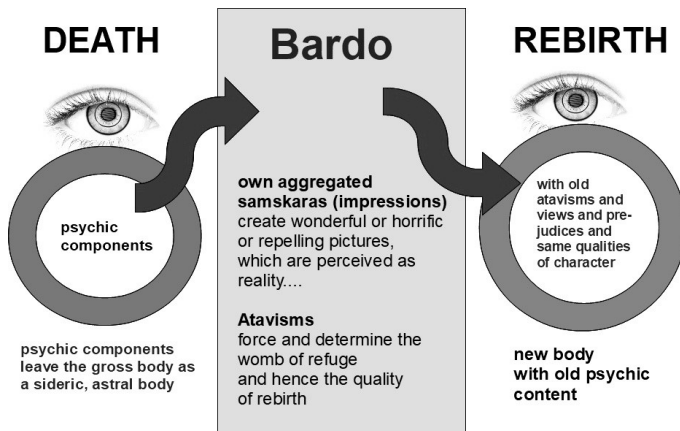 DEATH
psychic
components
psychic components
leave the gross body as
a sideric, astral body
Bardo
own aggregated
samskaras (impressions)
create wonderful or horrific
or repelling pictures,
which are perceived as
reality....
Atavisms
force and determine the
womb of refuge
and hence the quality
of rebirth
REBIRTH
with old
atavisms and
views and pre-
judices and
same qualities
of character
new body
with old psychic
content